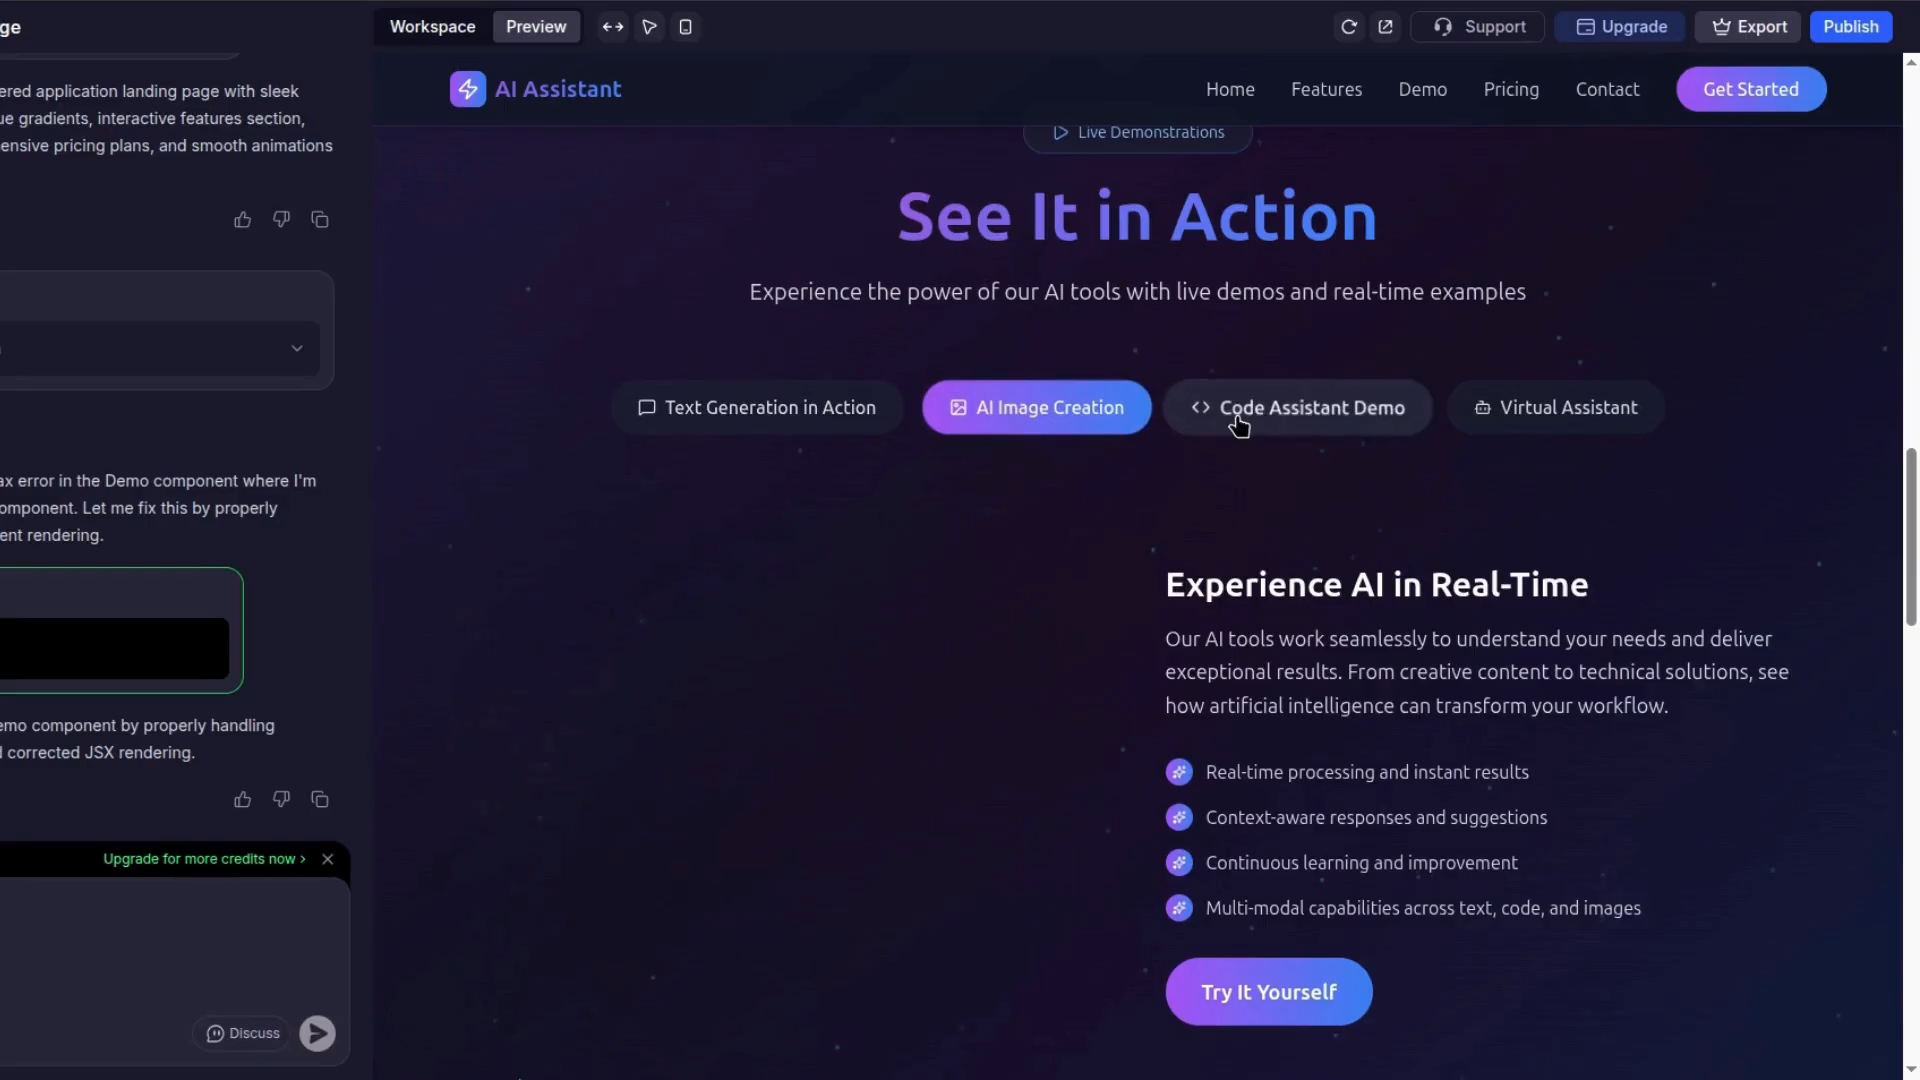 ge
Workspace
Preview
Support
Upgrade
Export
Publish
ered application landing page with sleek
ue gradients, interactive features section,
ensive pricing plans, and smooth animations
ax error in the Demo component where I'm
omponent. Let me fix this by properly
ent rendering.
emo component by properly handling
l corrected JSX rendering.
Upgrade for more credits now ›
Discuss
AI Assistant
Home
Features
Demo
Pricing
Contact
Get Started
Live Demonstrations
See It in Action
Experience the power of our AI tools with live demos and real-time examples
Text Generation in Action
AI Image Creation
Code Assistant Demo
Virtual Assistant
Experience AI in Real-Time
Our AI tools work seamlessly to understand your needs and deliver
exceptional results. From creative content to technical solutions, see
how artificial intelligence can transform your workflow.
Real-time processing and instant results
Context-aware responses and suggestions
Continuous learning and improvement
Multi-modal capabilities across text, code, and images
Try It Yourself